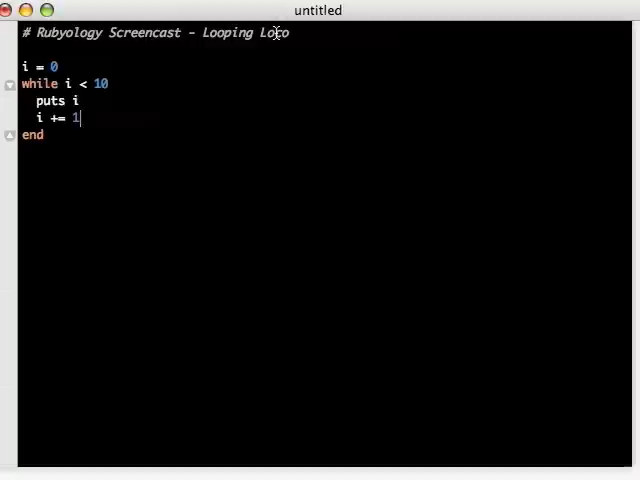 untitled
# Rubyology Screencast - Looping Loco
i = 0
while i < 10
  puts i
  i += 1
end